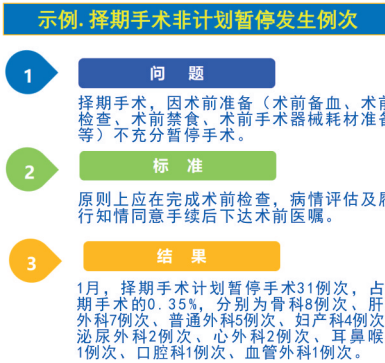 示例.择期手术非计划暂停发生例次
1
问 题
择期手术，因术前准备（术前备血、术前
检查、术前禁食、术前手术器械耗材准备
等）不充分暂停手术。
2
标 准
原则上应在完成术前检查，病情评估及履
行知情同意手续后下达术前医嘱。
3
结 果
1月，择期手术计划暂停手术31例次，占
期手术的0.35%，分别为骨科8例次、肝
外科7例次、普通外科5例次、妇产科4例次
泌尿外科2例次、心外科2例次、耳鼻喉
1例次、口腔科1例次、血管外科1例次。